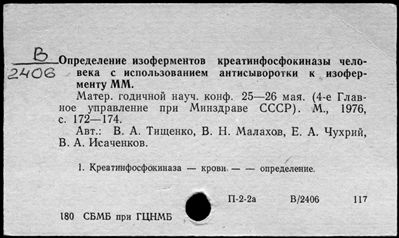 В
2406
Определение изоферментов креатинфосфокиназы чело-
века с использованием антисыворотки к изофер-
менту ММ.
Матер. годичной науч. конф. 25—26 мая. (4-е Глав-
ное управление при Минздраве СССР). М., 1976,
с. 172—174.
Авт.: В. А. Тищенко, В. Н. Малахов, Е. А. Чухрий,
В. А. Исаченков.
1. Креатинфосфокиназа — крови. — — определение.
П-2-2а В/2406 117
180 СБМБ при ГЦНМБ